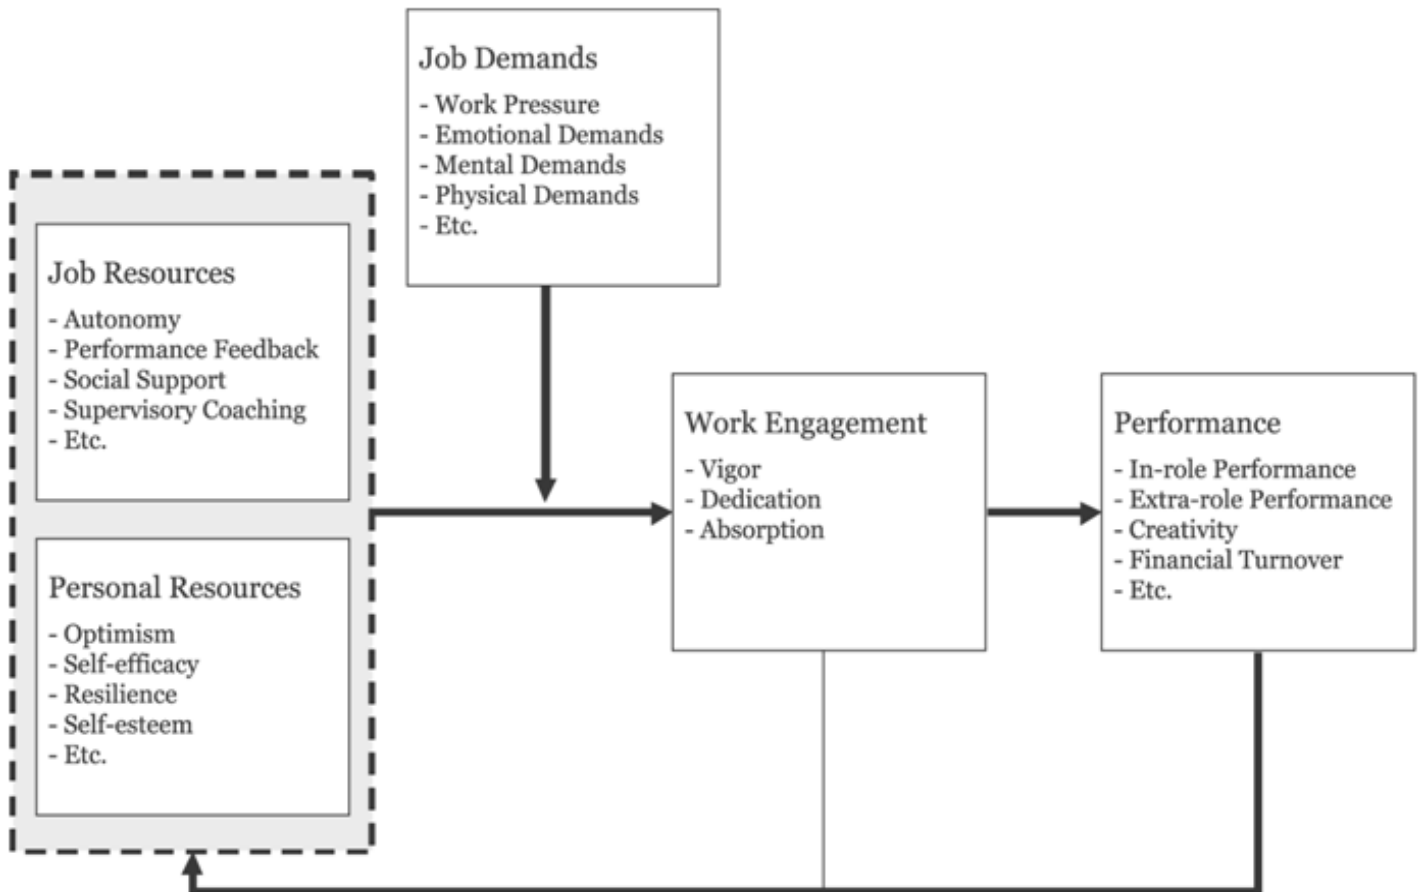 Job Demands
- Work Pressure
- Emotional Demands
- Mental Demands
- Physical Demands
- Etc.
Job Resources
- Autonomy
- Performance Feedback
- Social Support
- Supervisory Coaching
- Etc.
Personal Resources
- Optimism
- Self-efficacy
- Resilience
- Self-esteem
- Etc.
Work Engagement
- Vigor
- Dedication
- Absorption
Performance
- In-role Performance
- Extra-role Performance
- Creativity
- Financial Turnover
- Etc.